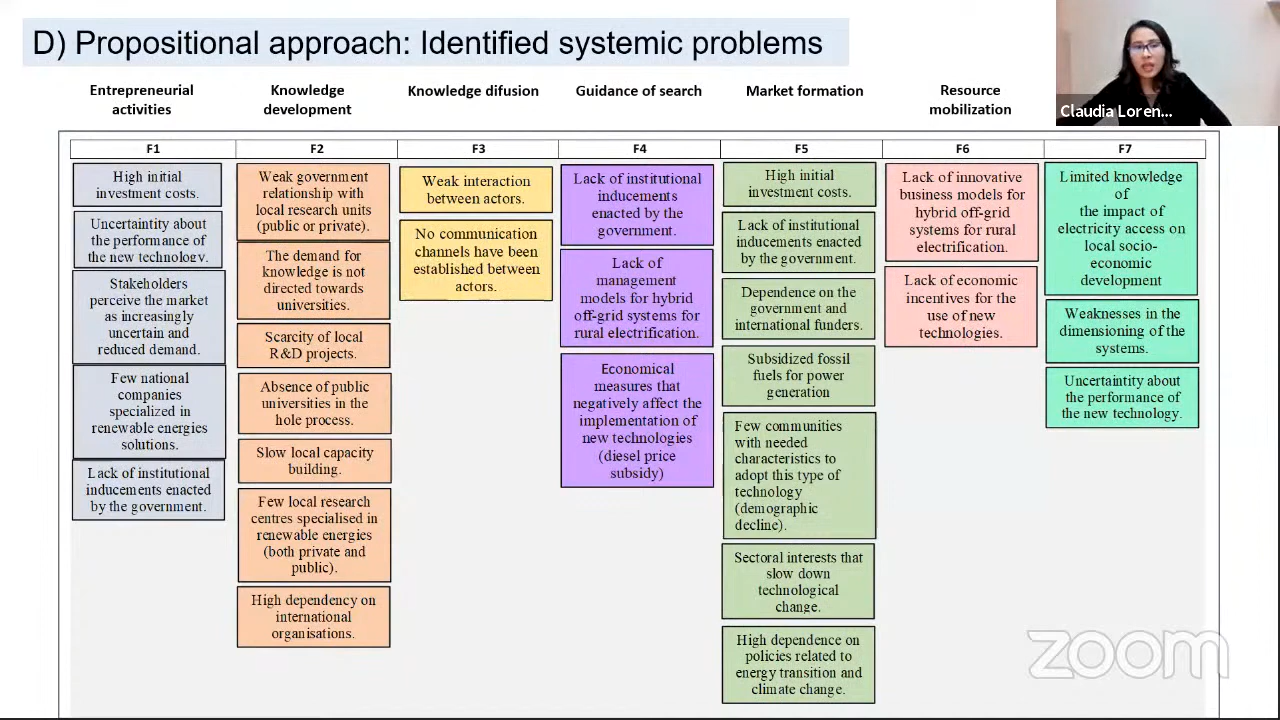 D) Propositional approach: Identified systemic problems
Claudia Loren...
Entrepreneurial
activities
Knowledge
development
Knowledge difusion
Guidance of search
Market formation
Resource
mobilization
F1
F2
F3
F4
F5
F6
F7
High initial
investment costs.
Uncertaintity about
the performance of
the new technology.
Stakeholders
perceive the market
as increasingly
uncertain and
reduced demand.
Few national
companies
specialized in
renewable energies
solutions.
Lack of institutional
inducements enacted
by the government.
Weak government
relationship with
local research units
(public or private).
The demand for
knowledge is not
directed towards
universities.
Scarcity of local
R&D projects.
Absence of public
universities in the
hole process.
Slow local capacity
building.
Few local research
centres specialised in
renewable energies
(both private and
public).
High dependency on
international
organisations.
Weak interaction
between actors.
No communication
channels have been
established between
actors.
Lack of institutional
inducements
enacted by the
government.
Lack of
management
models for hybrid
off-grid systems for
rural electrification.
Economical
measures that
negatively affect the
implementation of
new technologies
(diesel price
subsidy)
High initial
investment costs.
Lack of institutional
inducements enacted
by the government.
Dependence on the
government and
international funders.
Subsidized fossil
fuels for power
generation
Few communities
with needed
characteristics to
adopt this type of
technology
(demographic
decline).
Sectoral interests that
slow down
technological
change.
High dependence on
policies related to
energy transition and
climate change.
Lack of innovative
business models for
hybrid off-grid
systems for rural
electrification.
Lack of economic
incentives for the
use of new
technologies.
Limited knowledge
of
the impact of
electricity access on
local socio-
economic
development
Weaknesses in the
dimensioning of the
systems.
Uncertaintity about
the performance of
the new technology.
zoom